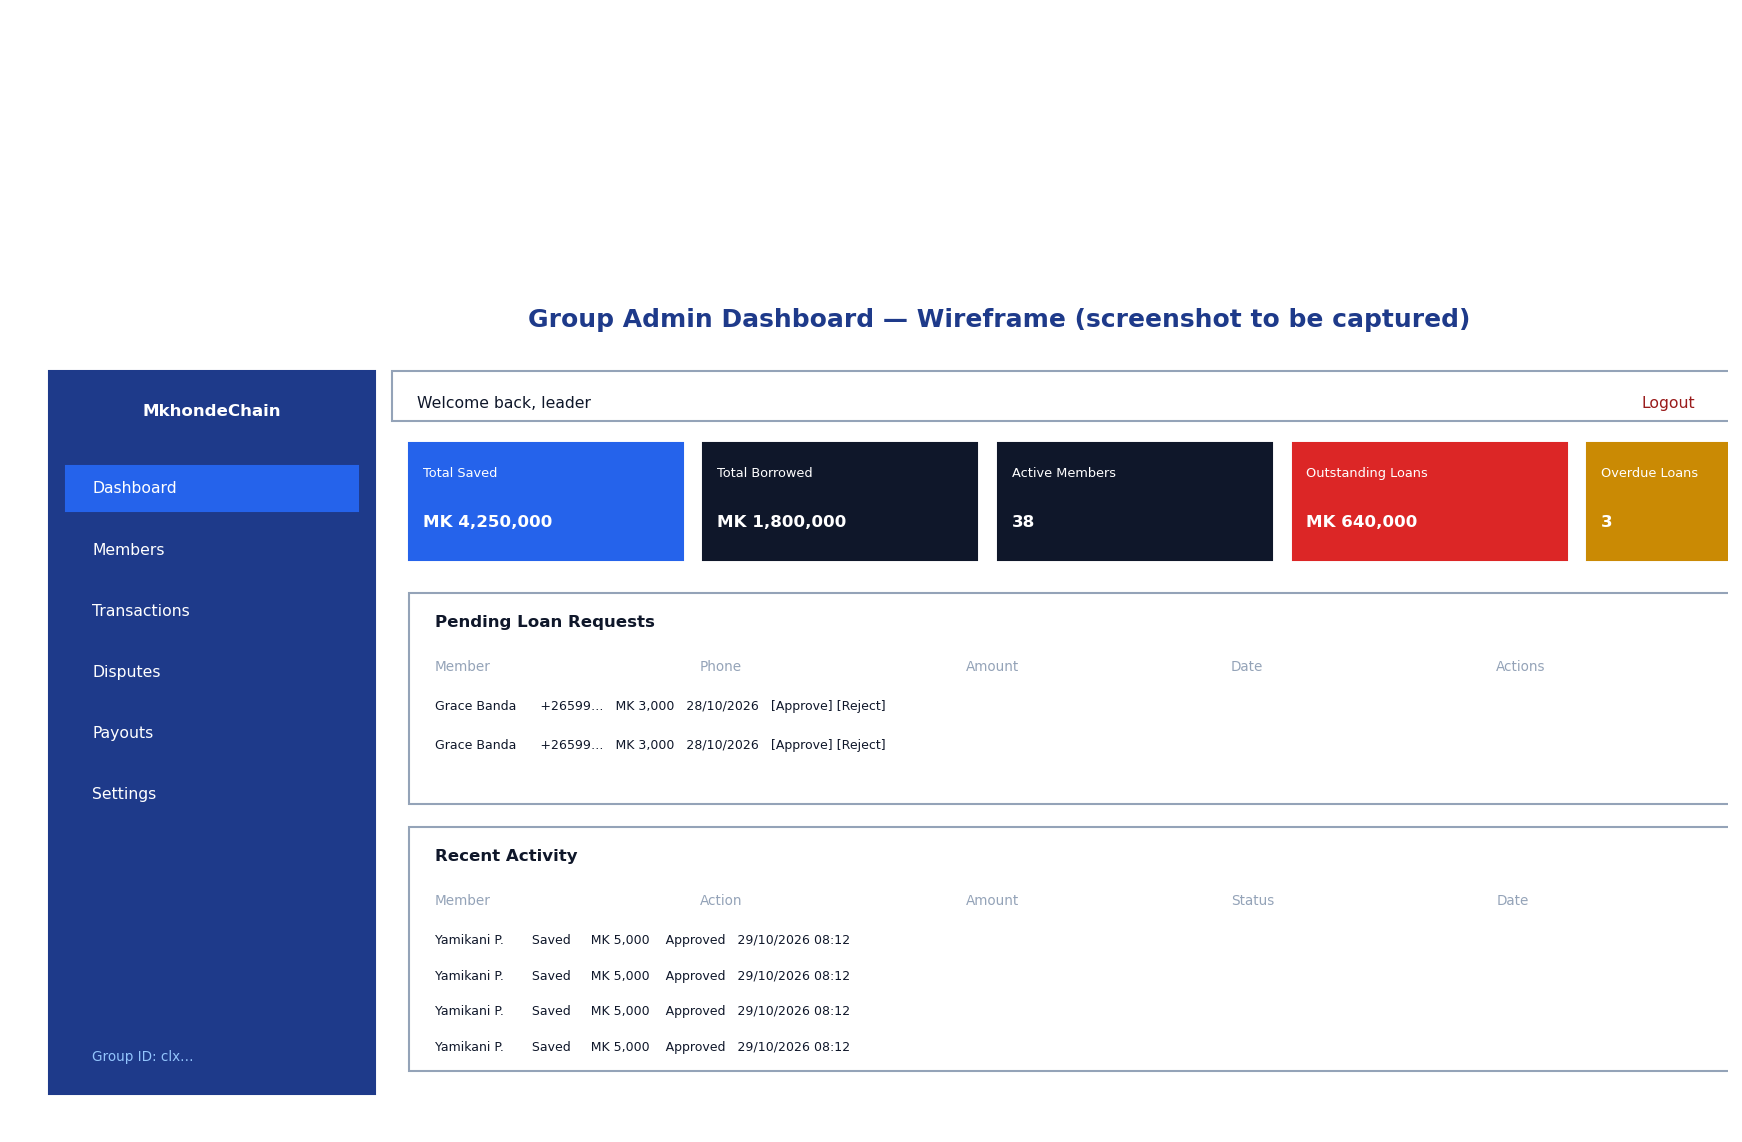 Group Admin Dashboard — Wireframe (screenshot to be captured)
MkhondeChain
Dashboard
Members
Transactions
Disputes
Payouts
Settings
Group ID: clx...
Welcome back, leader
Logout
Total Saved
MK 4,250,000
Total Borrowed
MK 1,800,000
Active Members
38
Outstanding Loans
MK 640,000
Overdue Loans
3
Pending Loan Requests
Member Phone Amount Date Actions
Grace Banda +26599... MK 3,000 28/10/2026 [Approve] [Reject]
Grace Banda +26599... MK 3,000 28/10/2026 [Approve] [Reject]
Recent Activity
Member Action Amount Status Date
Yamikani P. Saved MK 5,000 Approved 29/10/2026 08:12
Yamikani P. Saved MK 5,000 Approved 29/10/2026 08:12
Yamikani P. Saved MK 5,000 Approved 29/10/2026 08:12
Yamikani P. Saved MK 5,000 Approved 29/10/2026 08:12